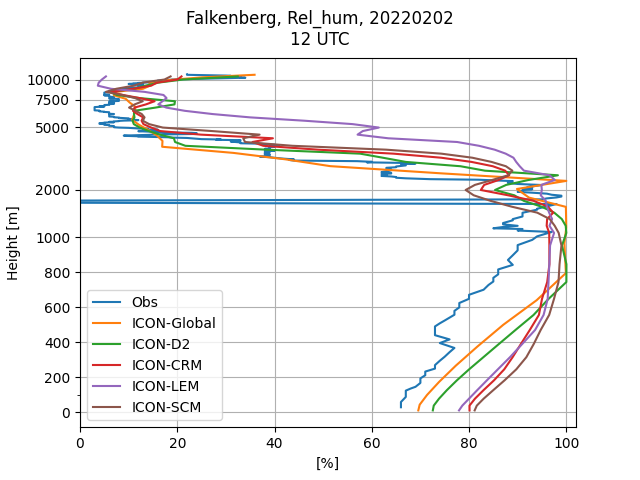 Falkenberg, Rel_hum, 20220202
12 UTC
10000
7500
5000
2000
1000
800
600
400
200
0
Height [m]
Obs
ICON-Global
ICON-D2
ICON-CRM
ICON-LEM
ICON-SCM
0 20 40 60 80 100
[%]